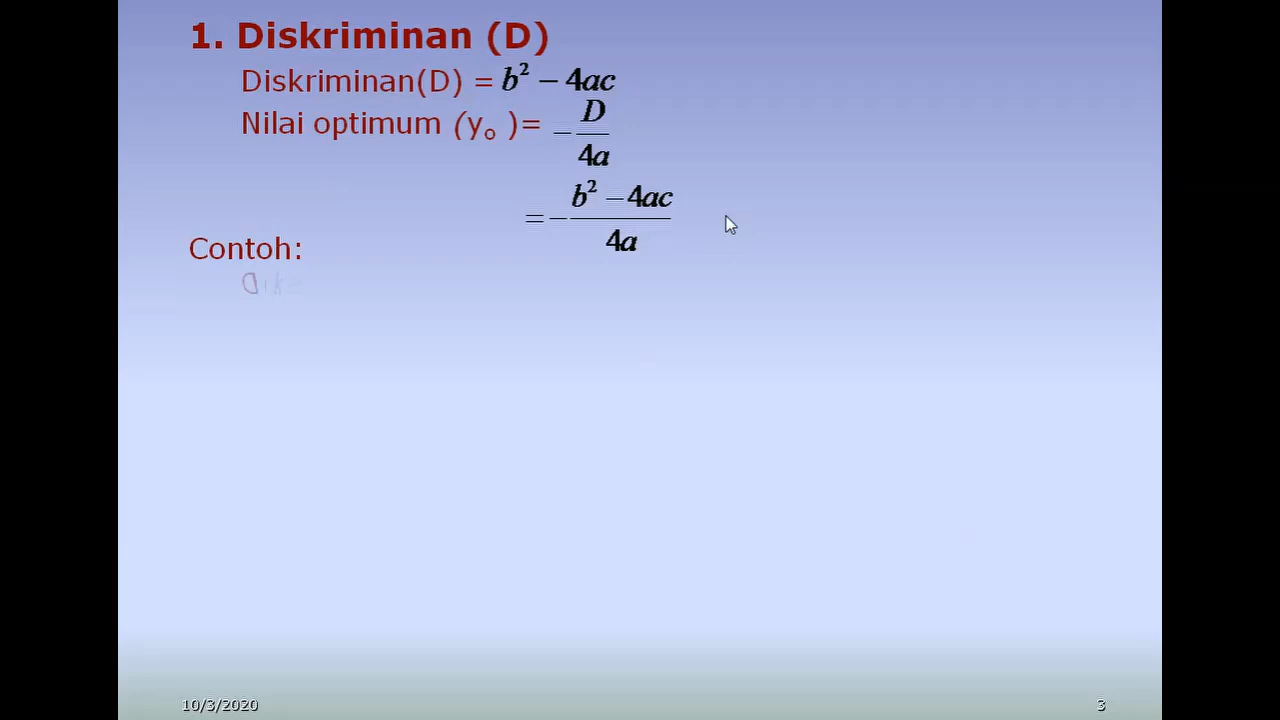 1. Diskriminan (D)
Diskriminan(D) = b² − 4ac
Nilai optimum (yₒ )= − D / 4a
= − b² − 4ac / 4a
Contoh:
10/3/2020
3